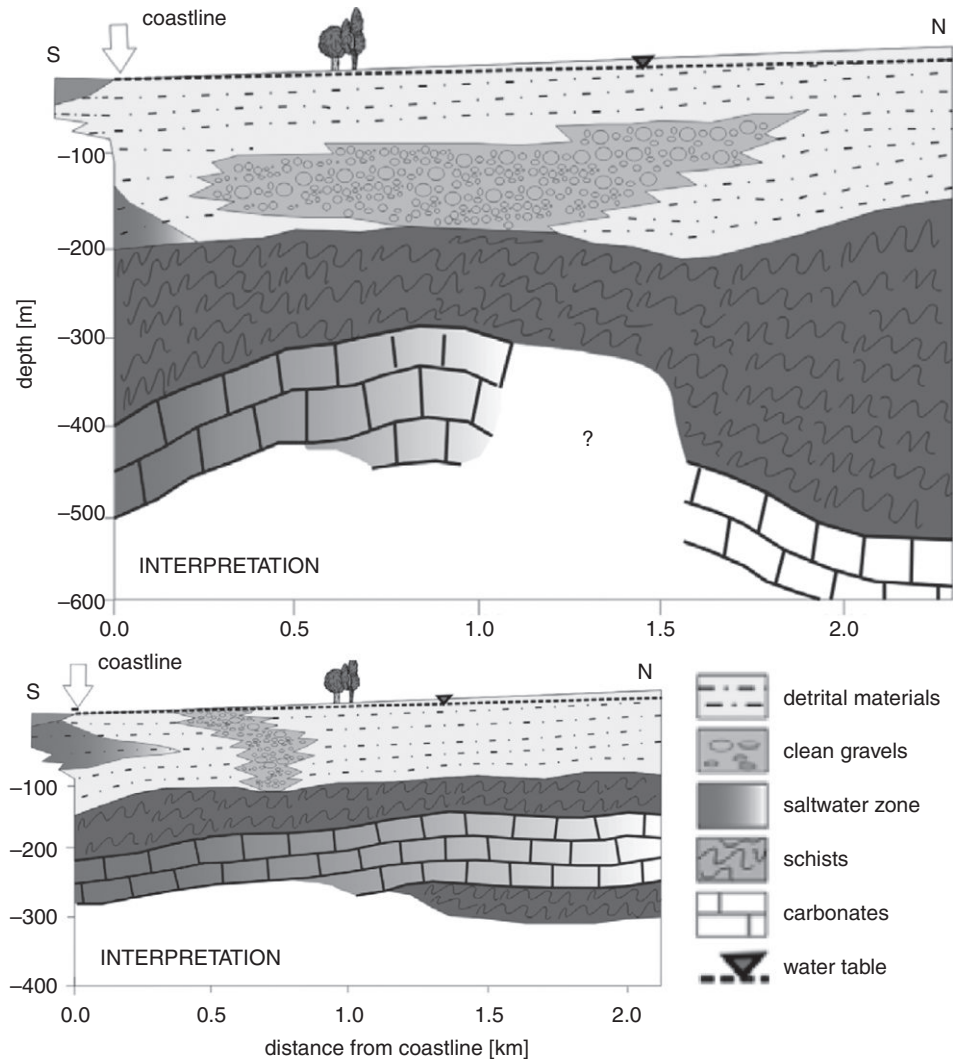 coastline
S
N
−100
−200
−300
−400
−500
−600
depth [m]
?
INTERPRETATION
0.0 0.5 1.0 1.5 2.0
coastline
S
N
−100
−200
−300
−400
INTERPRETATION
0.0 0.5 1.0 1.5 2.0
distance from coastline [km]
detrital materials
clean gravels
saltwater zone
schists
carbonates
water table